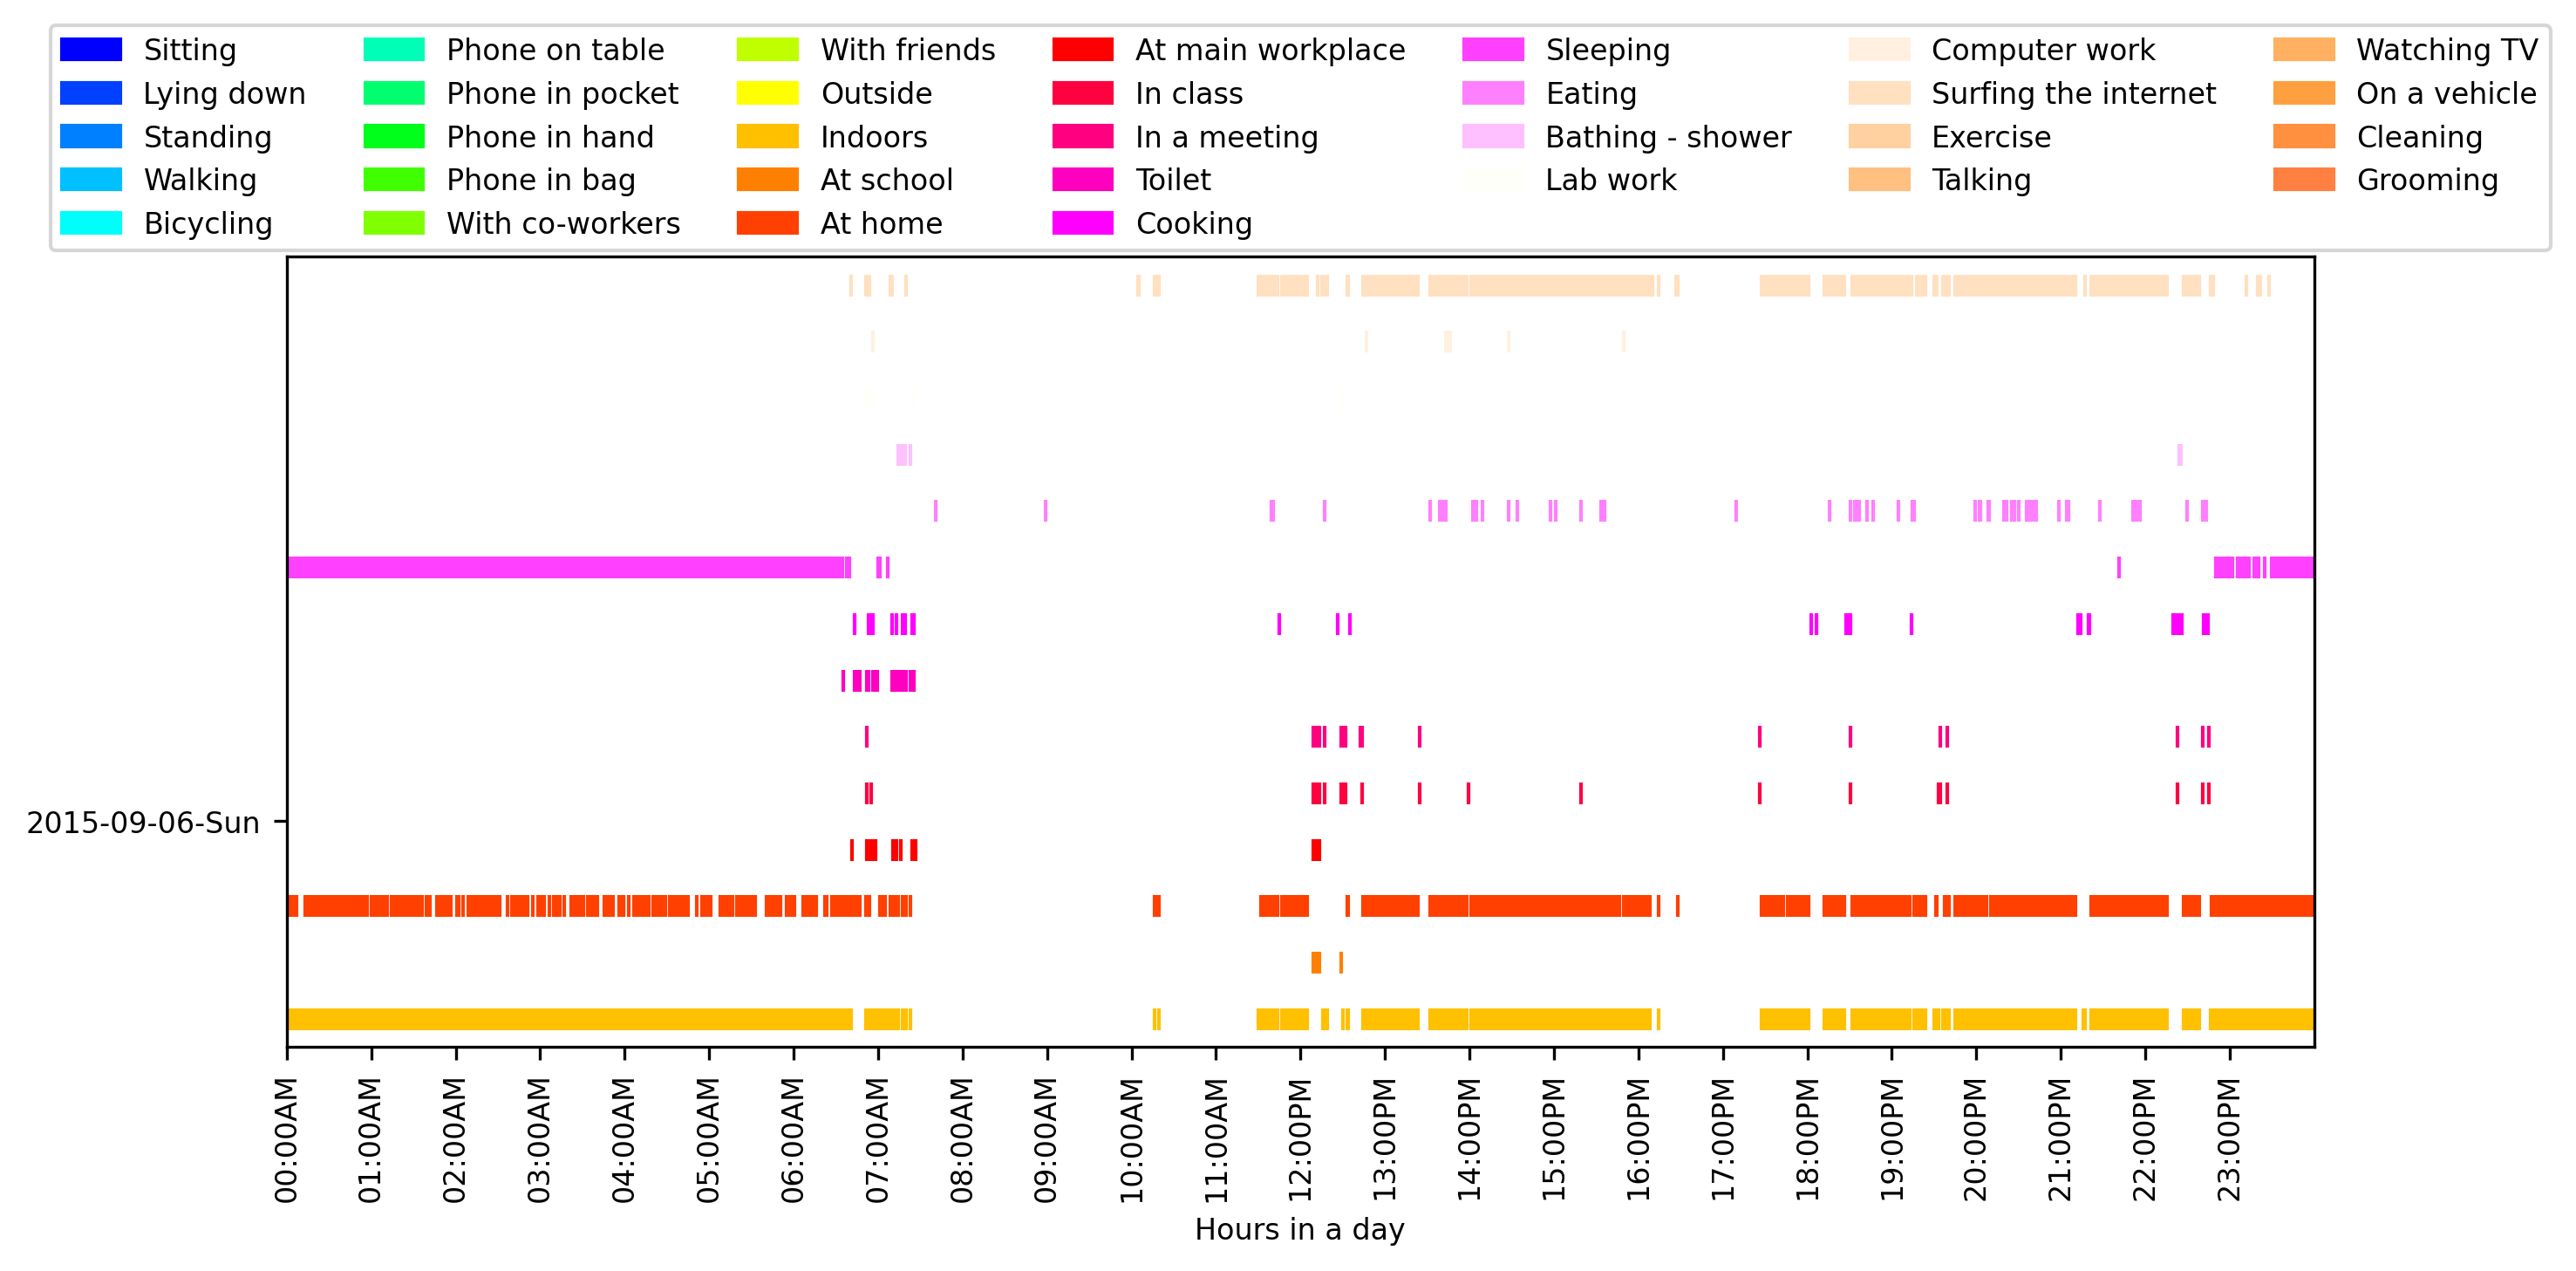 Sitting
Lying down
Standing
Walking
Bicycling
Phone on table
Phone in pocket
Phone in hand
Phone in bag
With co-workers
With friends
Outside
Indoors
At school
At home
At main workplace
In class
In a meeting
Toilet
Cooking
Sleeping
Eating
Bathing - shower
Lab work
Computer work
Surfing the internet
Exercise
Talking
Watching TV
On a vehicle
Cleaning
Grooming
2015-09-06-Sun
00:00AM
01:00AM
02:00AM
03:00AM
04:00AM
05:00AM
06:00AM
07:00AM
08:00AM
09:00AM
10:00AM
11:00AM
12:00PM
13:00PM
14:00PM
15:00PM
16:00PM
17:00PM
18:00PM
19:00PM
20:00PM
21:00PM
22:00PM
23:00PM
Hours in a day